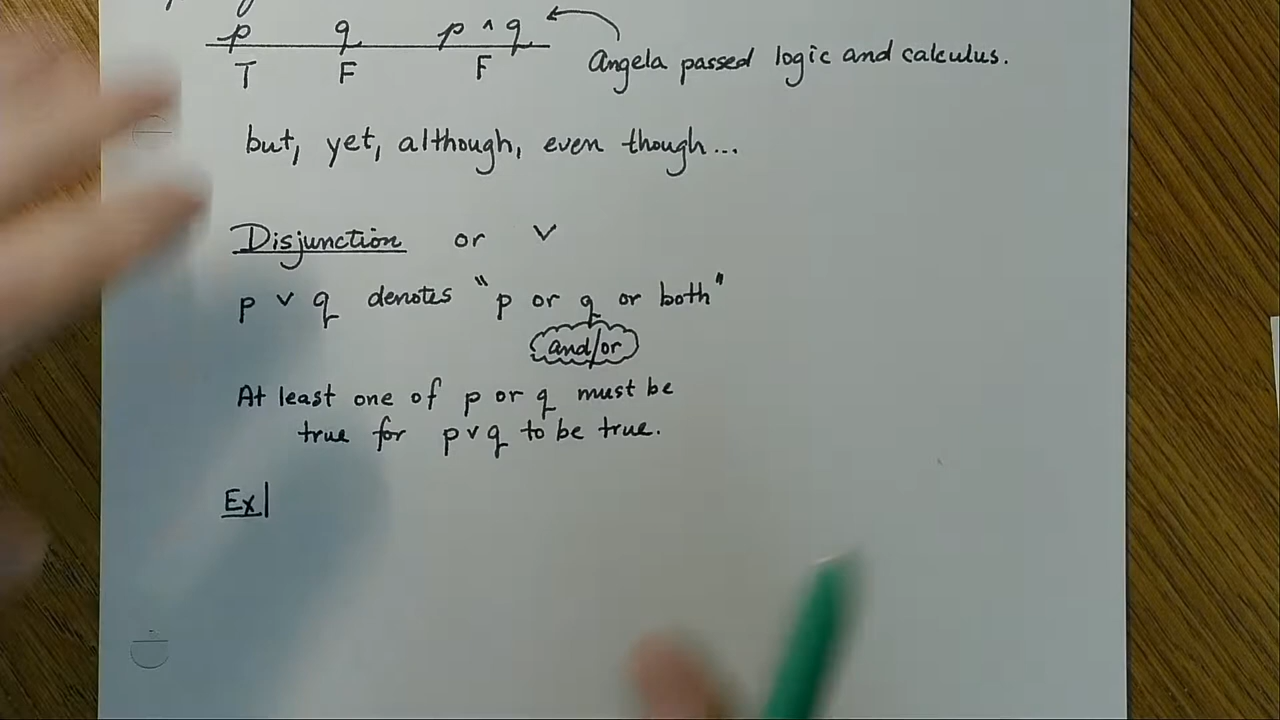 p q p ∧ q
T F F Angela passed logic and calculus.
but, yet, although, even though...
Disjunction or ∨
p ∨ q denotes "p or q or both"
and/or
At least one of p or q must be
true for p ∨ q to be true.
Ex|